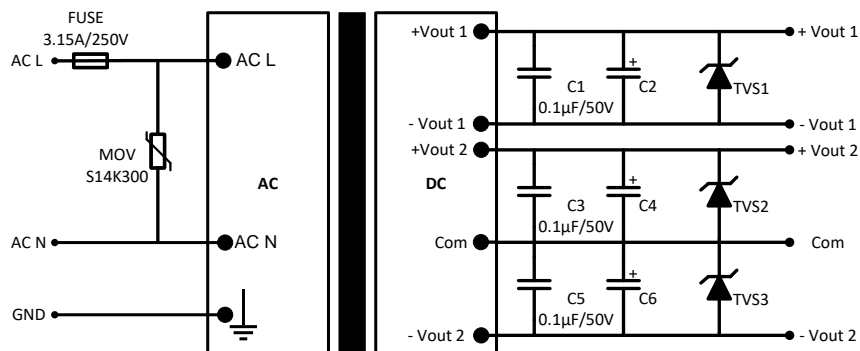 FUSE
3.15A/250V
AC L
AC L
MOV
S14K300
AC N
AC N
GND
AC
DC
+Vout 1
- Vout 1
+Vout 2
Com
- Vout 2
C1
0.1µF/50V
+
C2
TVS1
C3
0.1µF/50V
+
C4
TVS2
C5
0.1µF/50V
+
C6
TVS3
+ Vout 1
- Vout 1
+ Vout 2
Com
- Vout 2